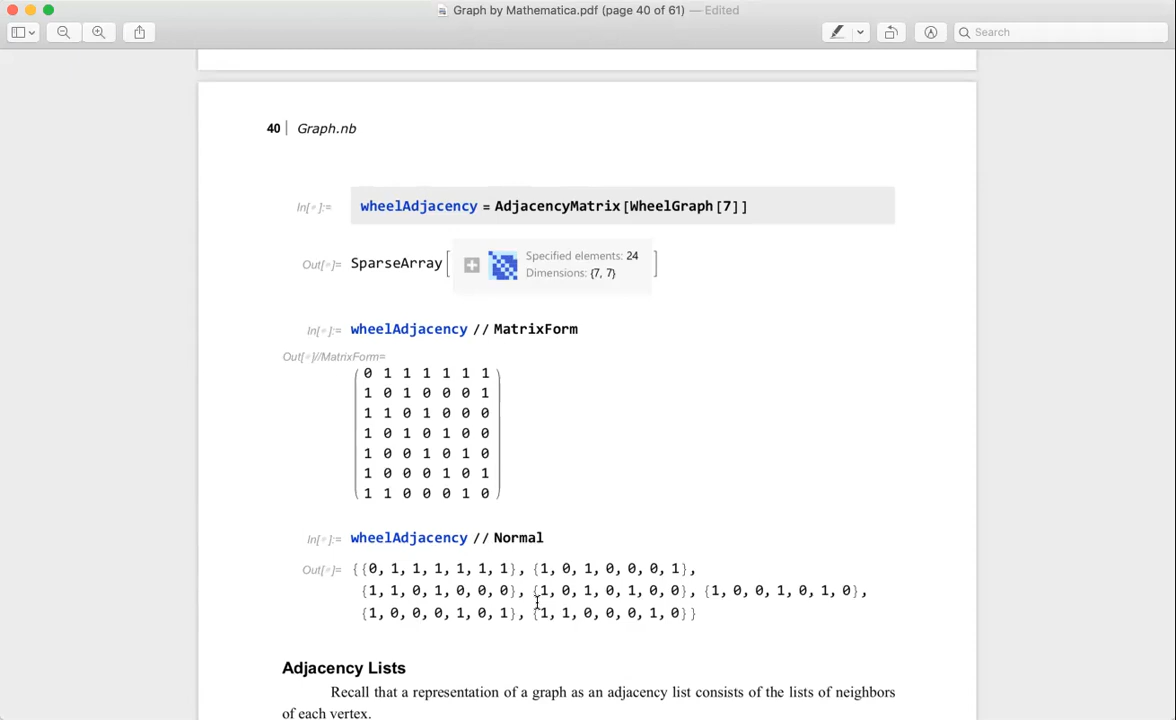 Graph by Mathematica.pdf (page 40 of 61) — Edited
Search
40 | Graph.nb
In[ ]:= wheelAdjacency = AdjacencyMatrix[WheelGraph[7]]
Out[ ]= SparseArray[ Specified elements: 24
Dimensions: {7, 7} ]
In[ ]:= wheelAdjacency // MatrixForm
Out[ ]//MatrixForm=
0 1 1 1 1 1 1
1 0 1 0 0 0 1
1 1 0 1 0 0 0
1 0 1 0 1 0 0
1 0 0 1 0 1 0
1 0 0 0 1 0 1
1 1 0 0 0 1 0
In[ ]:= wheelAdjacency // Normal
Out[ ]= {{0, 1, 1, 1, 1, 1, 1}, {1, 0, 1, 0, 0, 0, 1},
{1, 1, 0, 1, 0, 0, 0}, {1, 0, 1, 0, 1, 0, 0}, {1, 0, 0, 1, 0, 1, 0},
{1, 0, 0, 0, 1, 0, 1}, {1, 1, 0, 0, 0, 1, 0}}
Adjacency Lists
Recall that a representation of a graph as an adjacency list consists of the lists of neighbors
of each vertex.